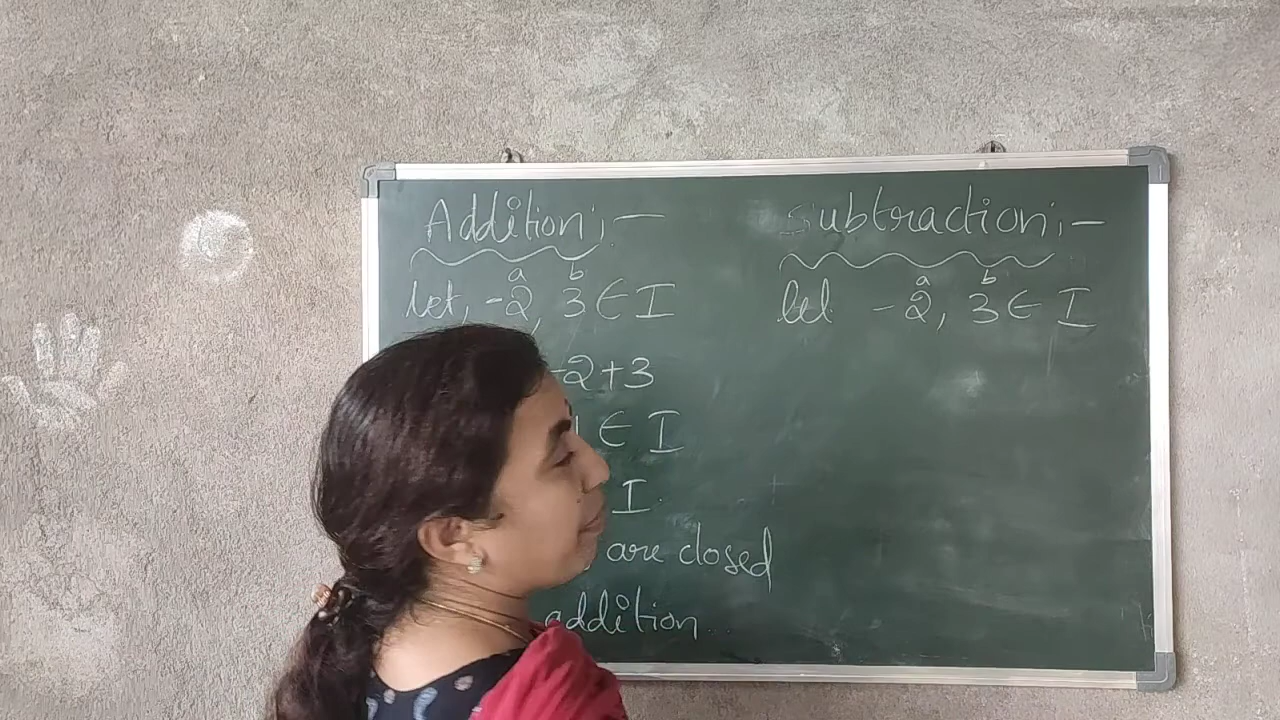 Addition:-
let, -2, 3 ∈ I
a b
-2+3
∈ I
I
are closed
addition
Subtraction:-
let -2, 3 ∈ I
a b